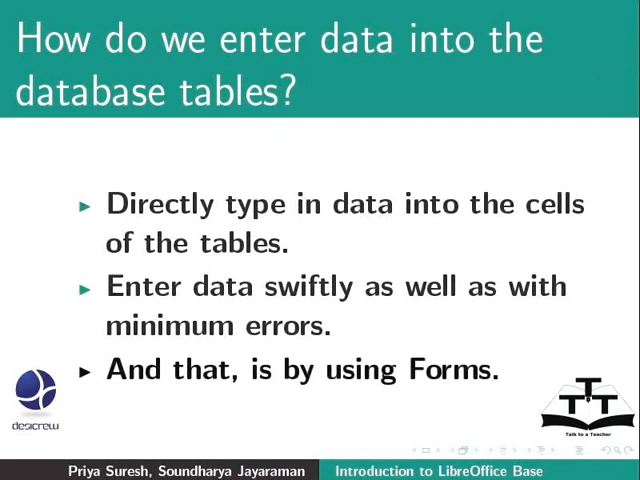 How do we enter data into the
database tables?
▶ Directly type in data into the cells
of the tables.
▶ Enter data swiftly as well as with
minimum errors.
▶ And that, is by using Forms.
desicrew
TTT
Talk to a Teacher
Priya Suresh, Soundharya Jayaraman Introduction to LibreOffice Base